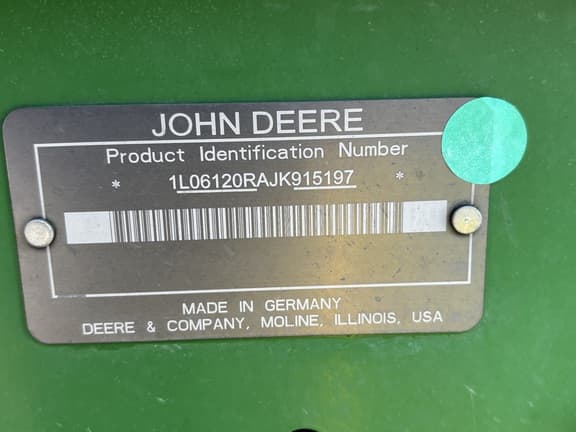 JOHN DEERE
Product Identification Number
* 1L06120RAJK915197 *
MADE IN GERMANY
DEERE & COMPANY, MOLINE, ILLINOIS, USA